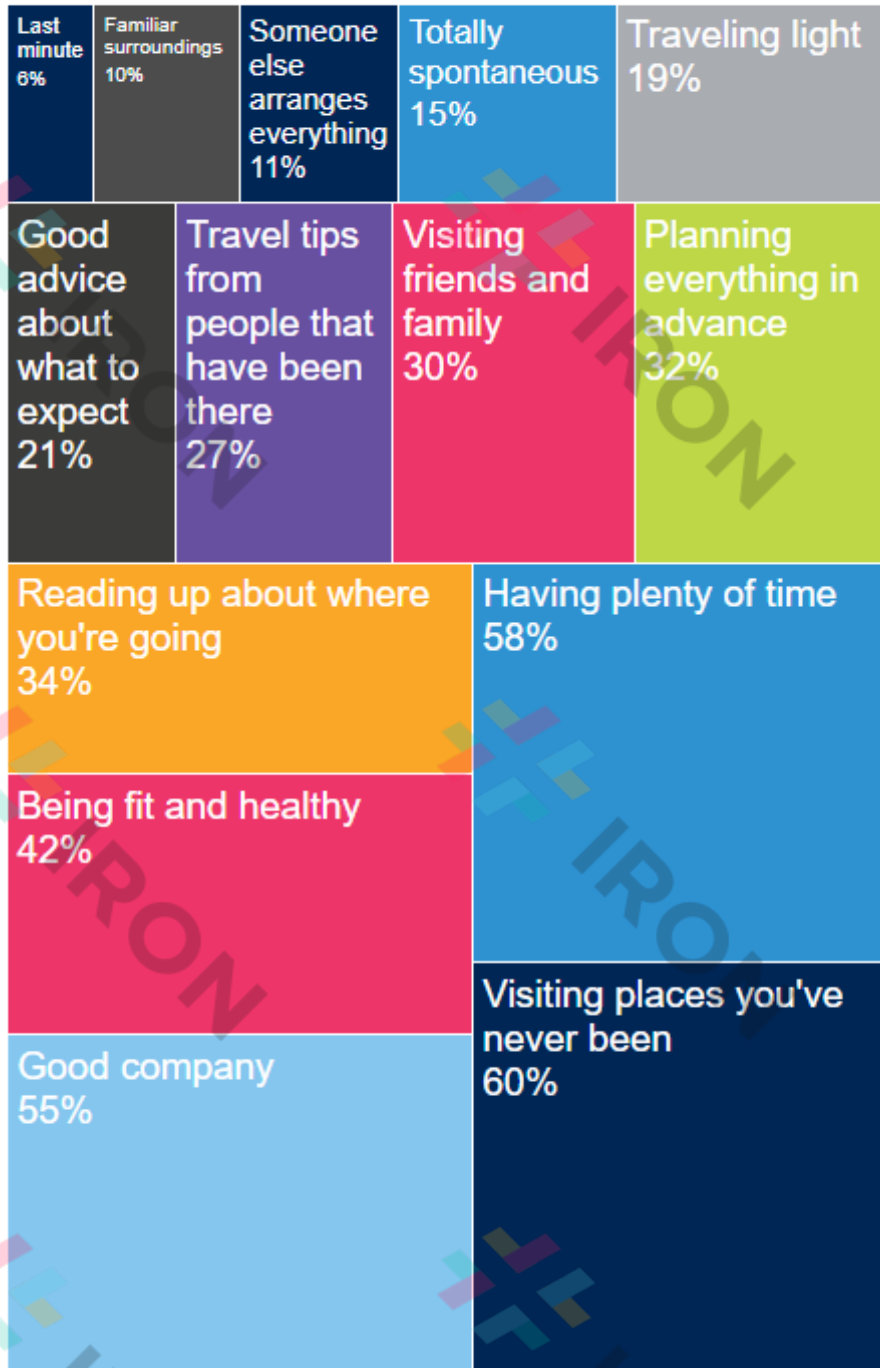 Last
minute
6%
Familiar
surroundings
10%
Someone
else
arranges
everything
11%
Totally
spontaneous
15%
Traveling light
19%
Good
advice
about
what to
expect
21%
Travel tips
from
people that
have been
there
27%
Visiting
friends and
family
30%
Planning
everything in
advance
32%
Reading up about where
you're going
34%
Having plenty of time
58%
Being fit and healthy
42%
Visiting places you've
never been
60%
Good company
55%
IRON
IRON
IRON
IRON